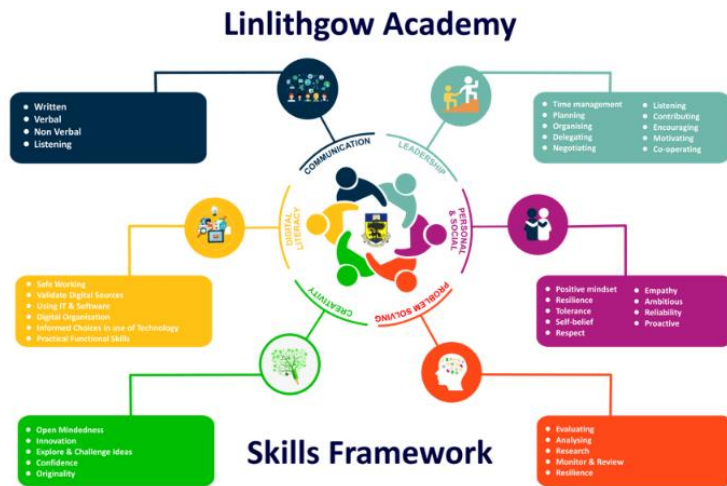 Linlithgow Academy
Written
Verbal
Non Verbal
Listening
COMMUNICATION
LEADERSHIP
Time management
Planning
Organising
Delegating
Negotiating
Listening
Contributing
Encouraging
Motivating
Co-operating
DIGITAL
LITERACY
PERSONAL
& SOCIAL
Safe Working
Validate Digital Sources
Using IT & Software
Digital Organisation
Informed Choices in use of Technology
Practical Functional Skills
Positive mindset
Resilience
Tolerance
Self-belief
Respect
Empathy
Ambitious
Reliability
Proactive
CREATIVITY
PROBLEM SOLVING
Open Mindedness
Innovation
Explore & Challenge Ideas
Confidence
Originality
Skills Framework
Evaluating
Analysing
Research
Monitor & Review
Resilience